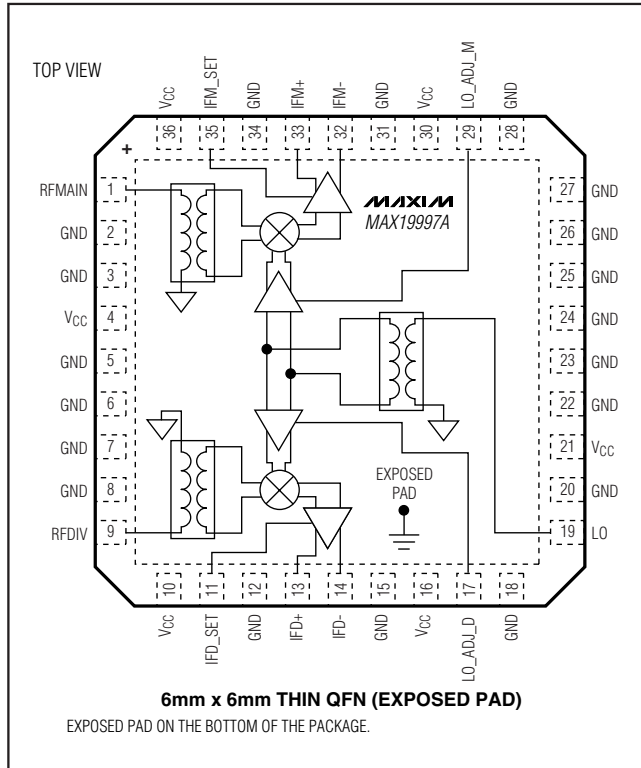 TOP VIEW
VCC
IFM_SET
GND
IFM+
IFM-
GND
VCC
LO_ADJ_M
GND
36
35
34
33
32
31
30
29
28
+
RFMAIN 1
GND 2
GND 3
VCC 4
GND 5
GND 6
GND 7
GND 8
RFDIV 9
MAXIM
MAX19997A
27 GND
26 GND
25 GND
24 GND
23 GND
22 GND
21 VCC
20 GND
19 LO
EXPOSED
PAD
10
11
12
13
14
15
16
17
18
VCC
IFD_SET
GND
IFD+
IFD-
GND
VCC
LO_ADJ_D
GND
6mm x 6mm THIN QFN (EXPOSED PAD)
EXPOSED PAD ON THE BOTTOM OF THE PACKAGE.